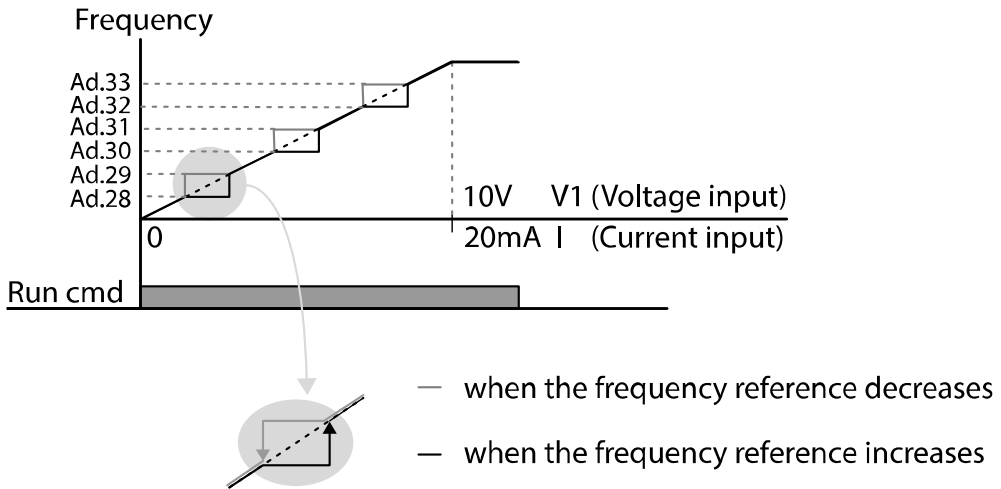 Frequency
Ad.33
Ad.32
Ad.31
Ad.30
Ad.29
Ad.28
10V V1 (Voltage input)
0 20mA I (Current input)
Run cmd
when the frequency reference decreases
when the frequency reference increases